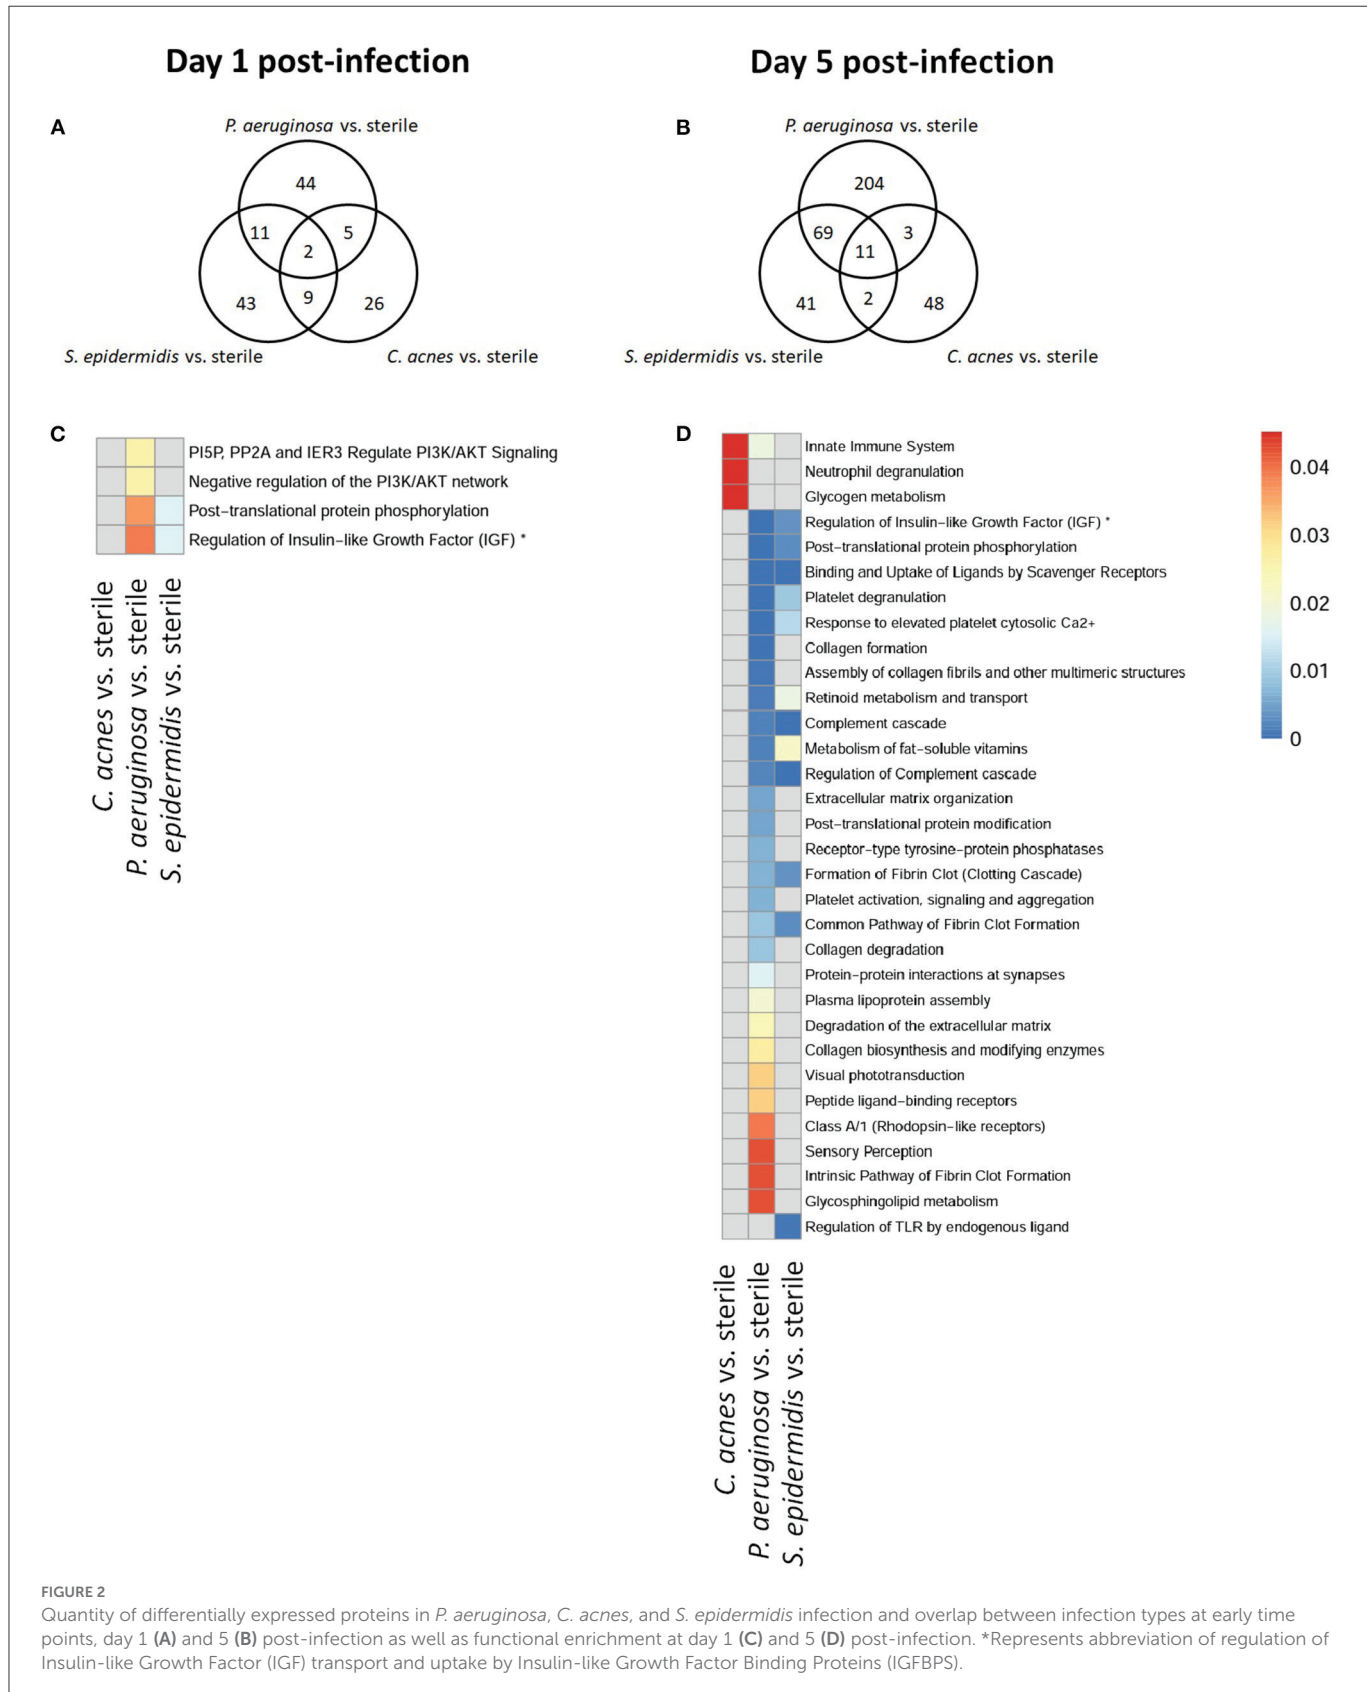 Day 1 post-infection
Day 5 post-infection
A
P. aeruginosa vs. sterile
44
11
5
2
43
9
26
S. epidermidis vs. sterile
C. acnes vs. sterile
B
P. aeruginosa vs. sterile
204
69
3
11
41
2
48
S. epidermidis vs. sterile
C. acnes vs. sterile
C
PI5P, PP2A and IER3 Regulate PI3K/AKT Signaling
Negative regulation of the PI3K/AKT network
Post-translational protein phosphorylation
Regulation of Insulin-like Growth Factor (IGF) *
C. acnes vs. sterile
P. aeruginosa vs. sterile
S. epidermidis vs. sterile
D
Innate Immune System
Neutrophil degranulation
Glycogen metabolism
Regulation of Insulin-like Growth Factor (IGF) *
Post-translational protein phosphorylation
Binding and Uptake of Ligands by Scavenger Receptors
Platelet degranulation
Response to elevated platelet cytosolic Ca2+
Collagen formation
Assembly of collagen fibrils and other multimeric structures
Retinoid metabolism and transport
Complement cascade
Metabolism of fat-soluble vitamins
Regulation of Complement cascade
Extracellular matrix organization
Post-translational protein modification
Receptor-type tyrosine-protein phosphatases
Formation of Fibrin Clot (Clotting Cascade)
Platelet activation, signaling and aggregation
Common Pathway of Fibrin Clot Formation
Collagen degradation
Protein-protein interactions at synapses
Plasma lipoprotein assembly
Degradation of the extracellular matrix
Collagen biosynthesis and modifying enzymes
Visual phototransduction
Peptide ligand-binding receptors
Class A/1 (Rhodopsin-like receptors)
Sensory Perception
Intrinsic Pathway of Fibrin Clot Formation
Glycosphingolipid metabolism
Regulation of TLR by endogenous ligand
C. acnes vs. sterile
P. aeruginosa vs. sterile
S. epidermidis vs. sterile
0.04
0.03
0.02
0.01
0
FIGURE 2
Quantity of differentially expressed proteins in P. aeruginosa, C. acnes, and S. epidermidis infection and overlap between infection types at early time
points, day 1 (A) and 5 (B) post-infection as well as functional enrichment at day 1 (C) and 5 (D) post-infection. *Represents abbreviation of regulation of
Insulin-like Growth Factor (IGF) transport and uptake by Insulin-like Growth Factor Binding Proteins (IGFBPS).